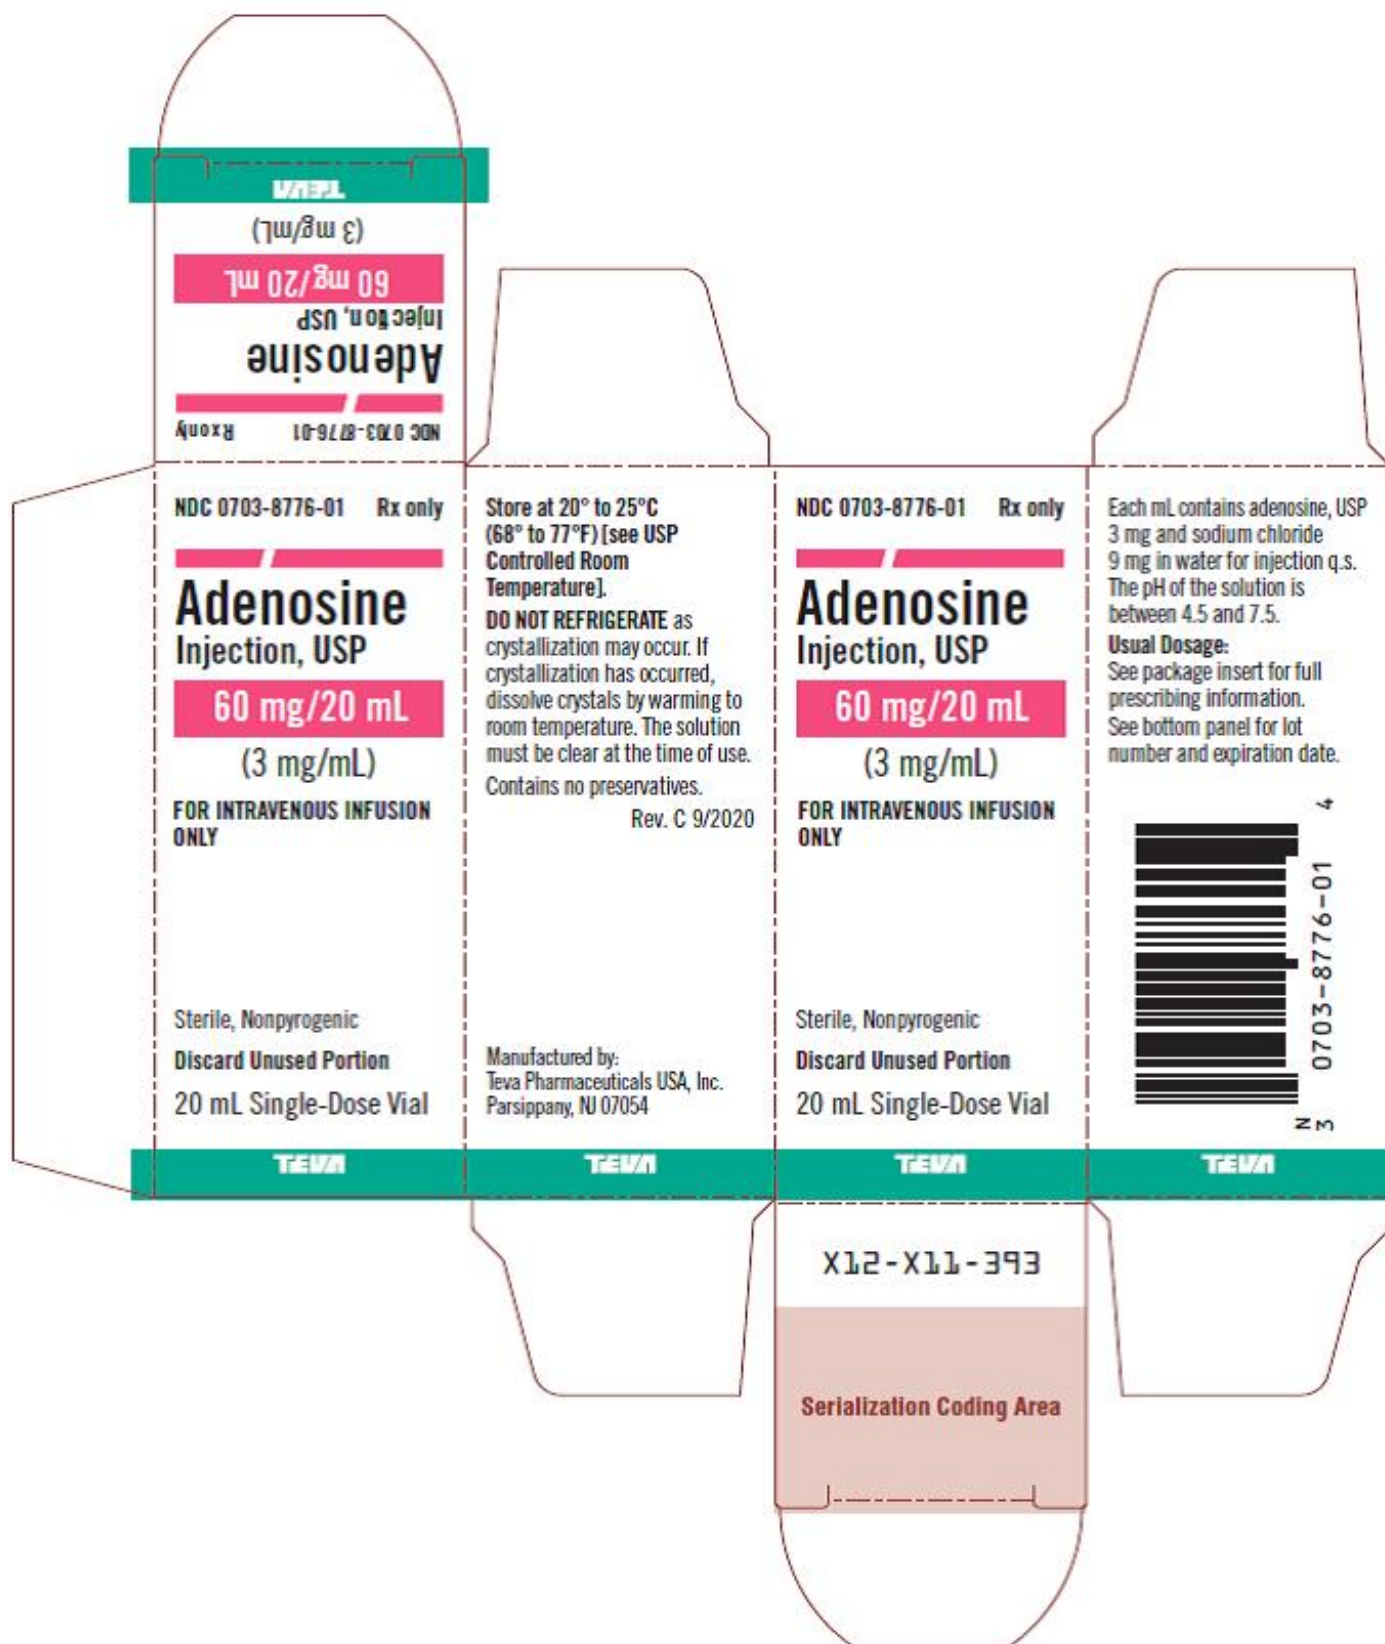 TEVA
(3 mg/mL)
60 mg/20 mL
Injection, USP
Adenosine
NDC 0703-8776-01 Rx only
NDC 0703-8776-01 Rx only
Adenosine
Injection, USP
60 mg/20 mL
(3 mg/mL)
FOR INTRAVENOUS INFUSION
ONLY
Sterile, Nonpyrogenic
Discard Unused Portion
20 mL Single-Dose Vial
TEVA
Store at 20° to 25°C
(68° to 77°F) [see USP
Controlled Room
Temperature].
DO NOT REFRIGERATE as
crystallization may occur. If
crystallization has occurred,
dissolve crystals by warming to
room temperature. The solution
must be clear at the time of use.
Contains no preservatives.
Rev. C 9/2020
Manufactured by:
Teva Pharmaceuticals USA, Inc.
Parsippany, NJ 07054
TEVA
NDC 0703-8776-01 Rx only
Adenosine
Injection, USP
60 mg/20 mL
(3 mg/mL)
FOR INTRAVENOUS INFUSION
ONLY
Sterile, Nonpyrogenic
Discard Unused Portion
20 mL Single-Dose Vial
TEVA
X12-X11-393
Serialization Coding Area
Each mL contains adenosine, USP
3 mg and sodium chloride
9 mg in water for injection q.s.
The pH of the solution is
between 4.5 and 7.5.
Usual Dosage:
See package insert for full
prescribing information.
See bottom panel for lot
number and expiration date.
N
3 0703-8776-01 4
TEVA